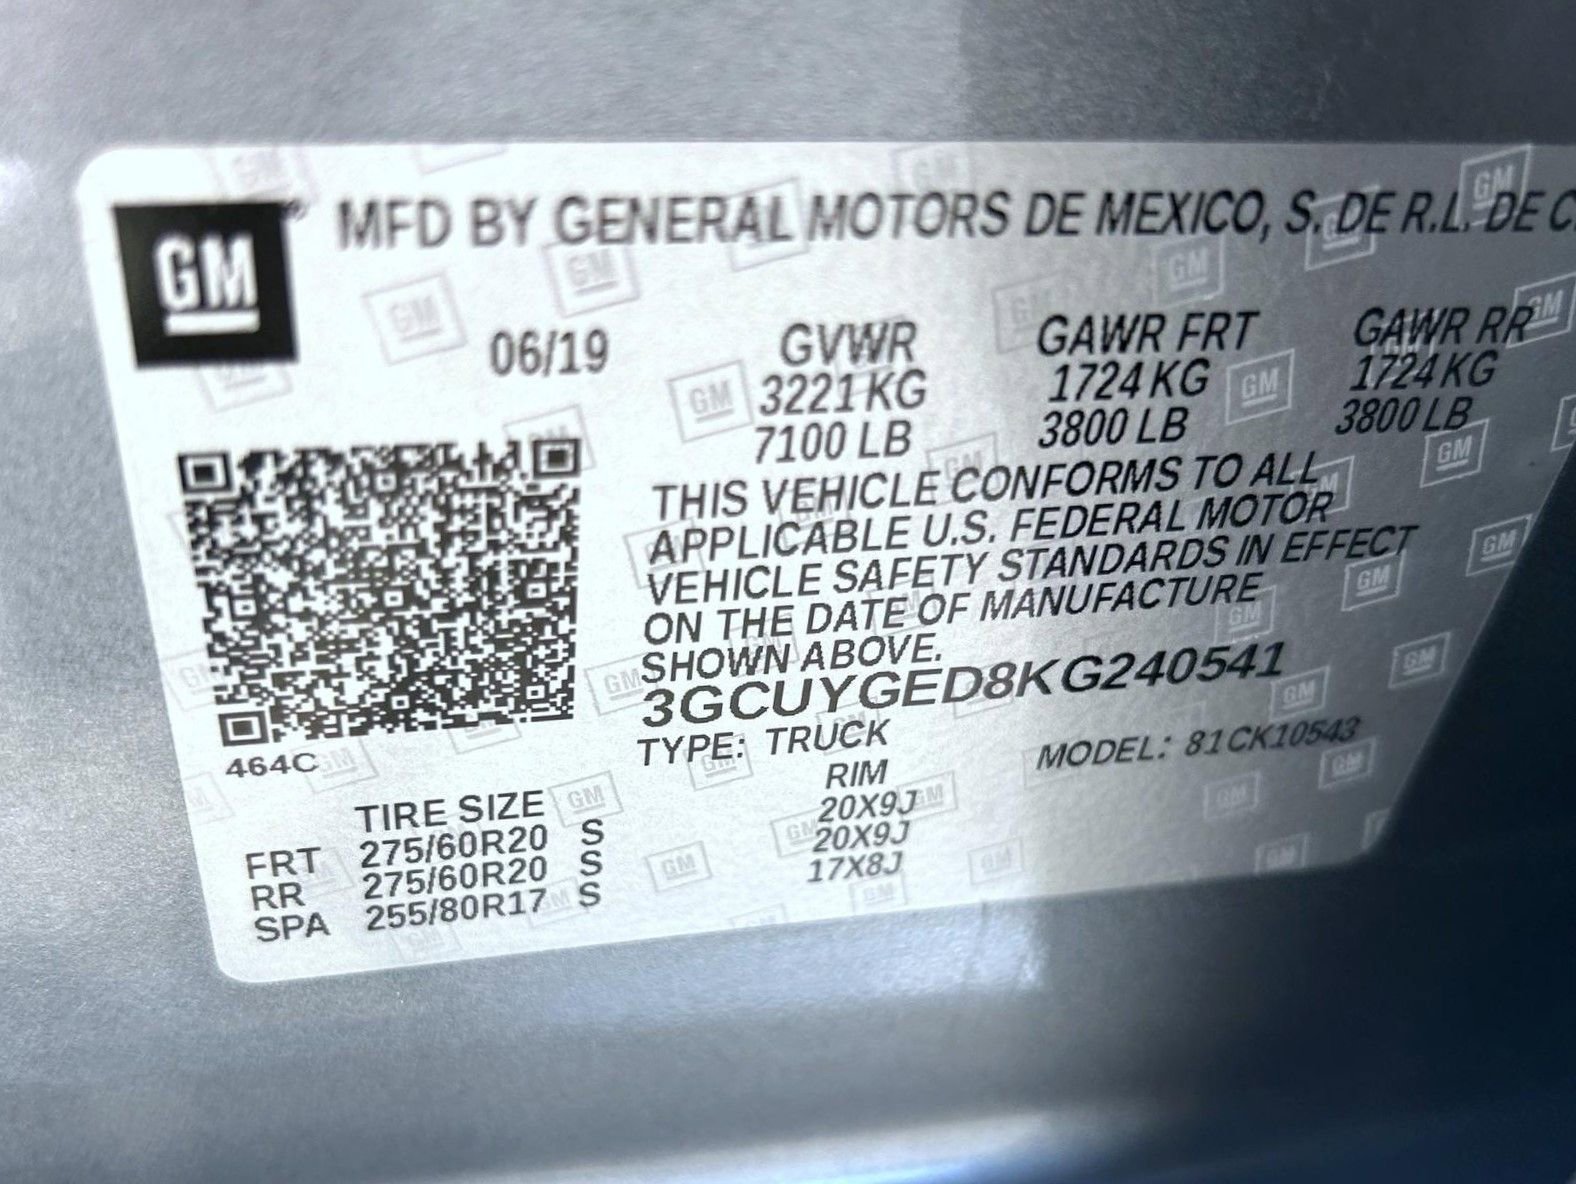 GM
MFD BY GENERAL MOTORS DE MEXICO, S. DE R.L. DE C.
06/19
GVWR GAWR FRT GAWR RR
3221 KG 1724 KG 1724 KG
7100 LB 3800 LB 3800 LB
THIS VEHICLE CONFORMS TO ALL
APPLICABLE U.S. FEDERAL MOTOR
VEHICLE SAFETY STANDARDS IN EFFECT
ON THE DATE OF MANUFACTURE
SHOWN ABOVE.
3GCUYGED8KG240541
TYPE: TRUCK MODEL: 81CK10543
464C
TIRE SIZE RIM
FRT 275/60R20 S 20X9J
RR 275/60R20 S 20X9J
SPA 255/80R17 S 17X8J